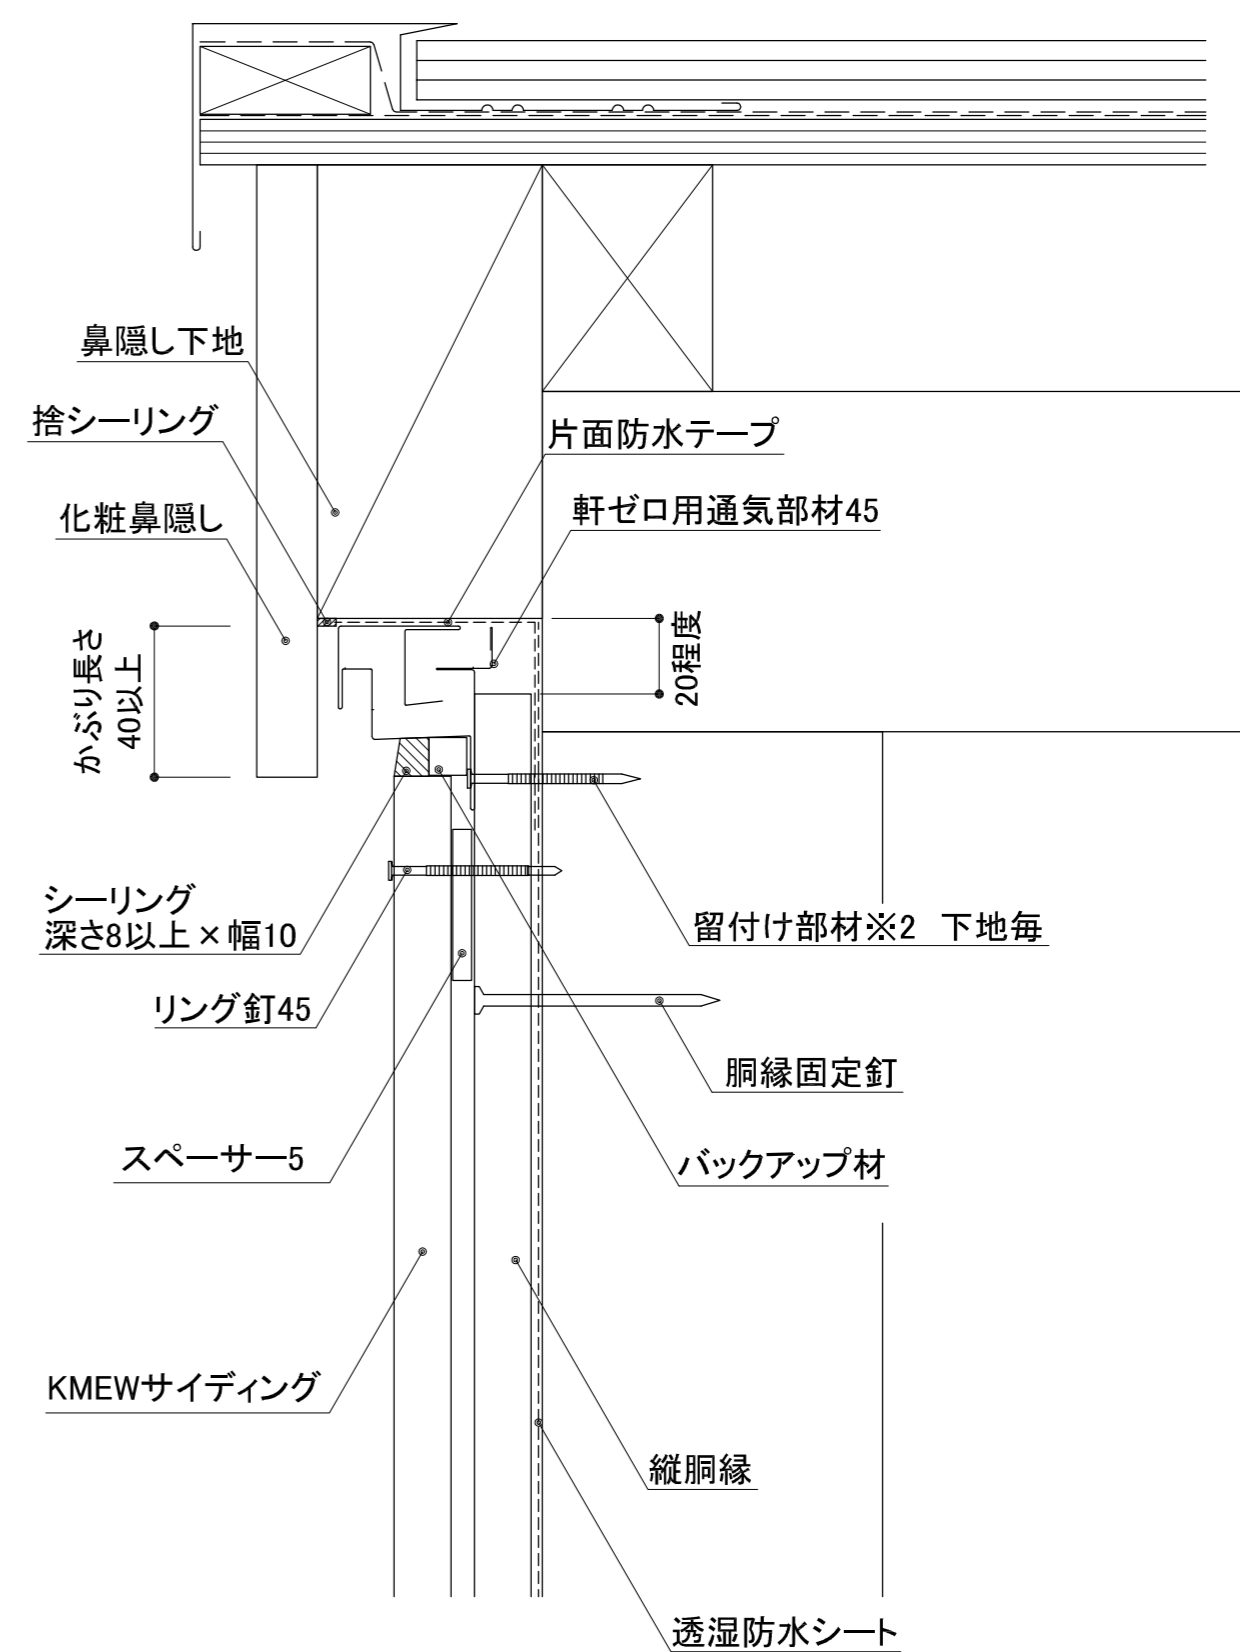 鼻隠し下地
捨シーリング
片面防水テープ
化粧鼻隠し
軒ゼロ用通気部材45
かぶり長さ
40以上
20程度
シーリング
深さ8以上×幅10
留付け部材※2 下地毎
リング釘45
胴縁固定釘
スペーサー5
バックアップ材
KMEWサイディング
縦胴縁
透湿防水シート